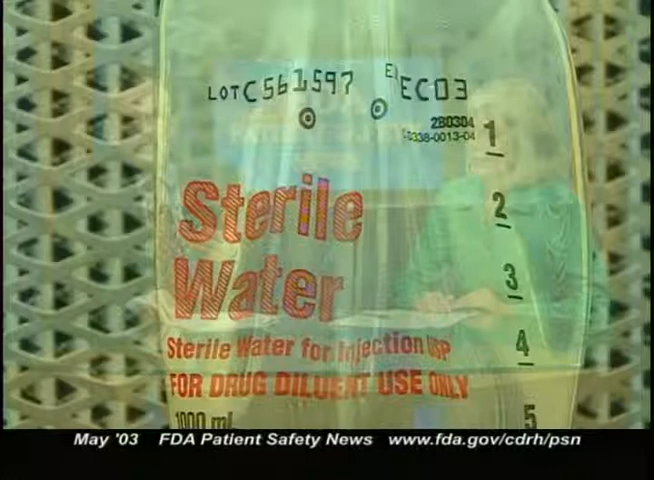 LOT C561597 EX EC03
2B0304
0338-0013-04
1
Sterile
2
Water
3
Sterile Water for Injection USP
4
FOR DRUG DILUENT USE ONLY
1000 mL
5
May '03 FDA Patient Safety News www.fda.gov/cdrh/psn